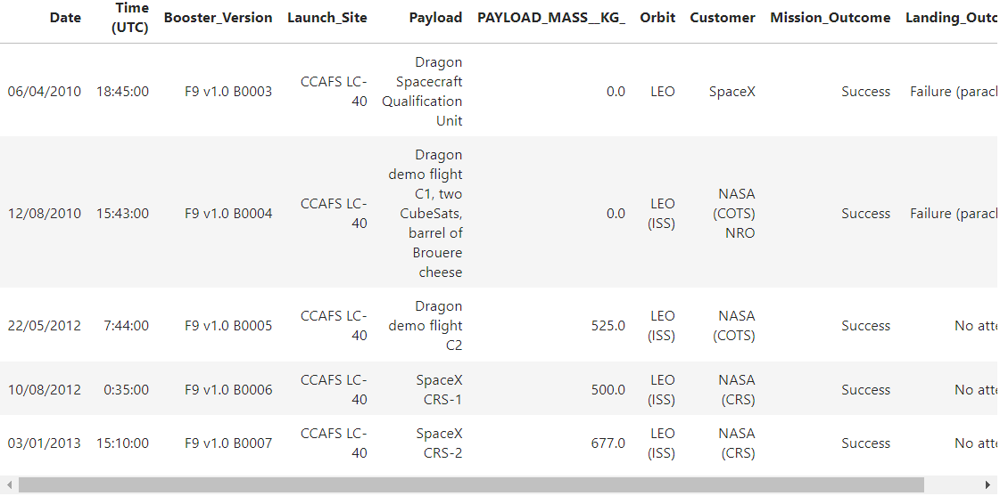 Date Time (UTC) Booster_Version Launch_Site Payload PAYLOAD_MASS__KG_ Orbit Customer Mission_Outcome Landing_Outc
06/04/2010 18:45:00 F9 v1.0 B0003 CCAFS LC-40 Dragon Spacecraft Qualification Unit 0.0 LEO SpaceX Success Failure (parach
12/08/2010 15:43:00 F9 v1.0 B0004 CCAFS LC-40 Dragon demo flight C1, two CubeSats, barrel of Brouere cheese 0.0 LEO (ISS) NASA (COTS) NRO Success Failure (parach
22/05/2012 7:44:00 F9 v1.0 B0005 CCAFS LC-40 Dragon demo flight C2 525.0 LEO (ISS) NASA (COTS) Success No atte
10/08/2012 0:35:00 F9 v1.0 B0006 CCAFS LC-40 SpaceX CRS-1 500.0 LEO (ISS) NASA (CRS) Success No atte
03/01/2013 15:10:00 F9 v1.0 B0007 CCAFS LC-40 SpaceX CRS-2 677.0 LEO (ISS) NASA (CRS) Success No atte